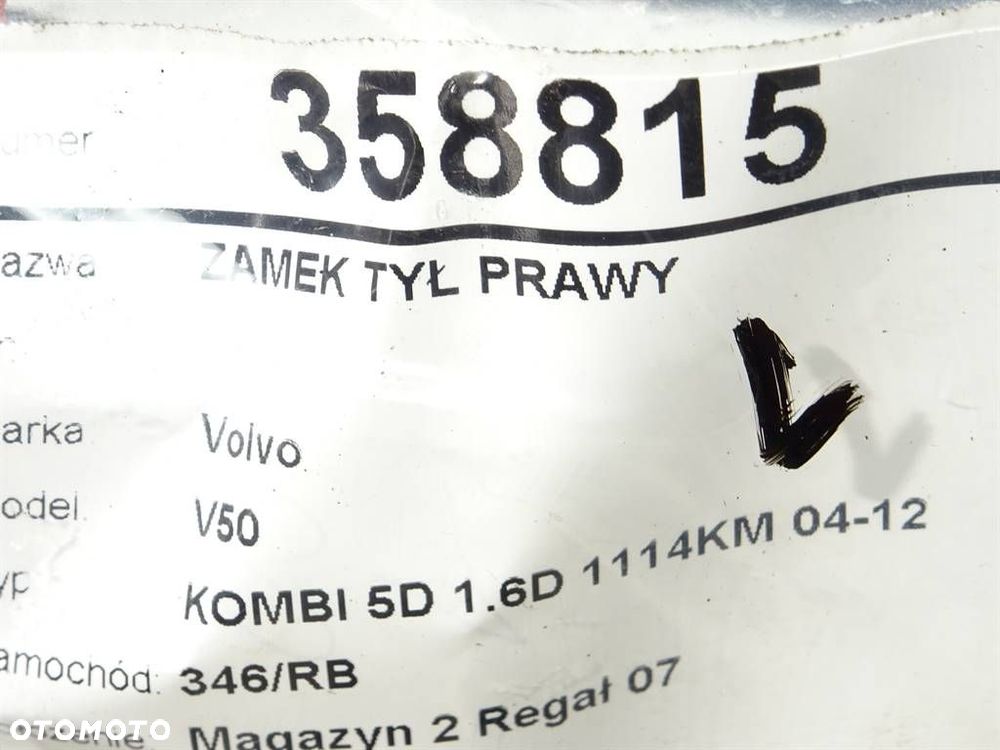 umer 358815
azwa ZAMEK TYŁ PRAWY
L
arka Volvo
odel V50
yp KOMBI 5D 1.6D 1114KM 04-12
amochód: 346/RB
Magazyn 2 Regał 07
OTOMOTO